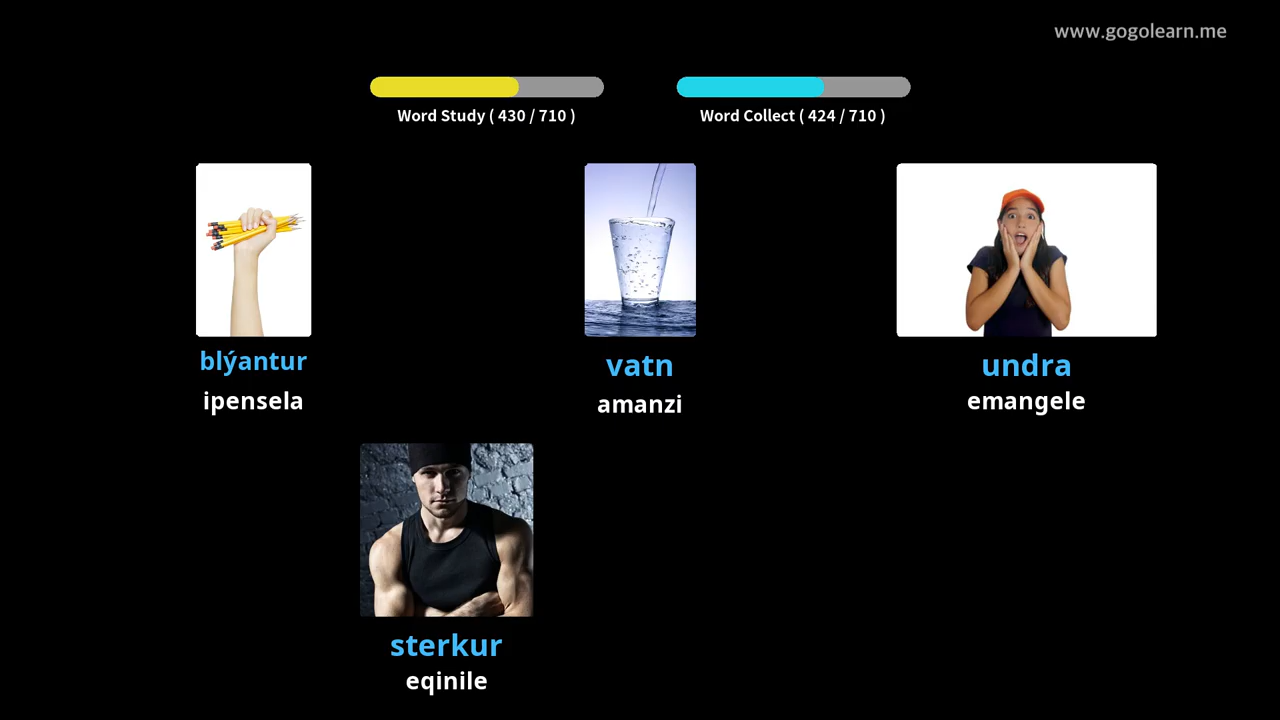 www.gogolearn.me
Word Study ( 430 / 710 )
Word Collect ( 424 / 710 )
blýantur
ipensela
vatn
amanzi
undra
emangele
sterkur
eqinile